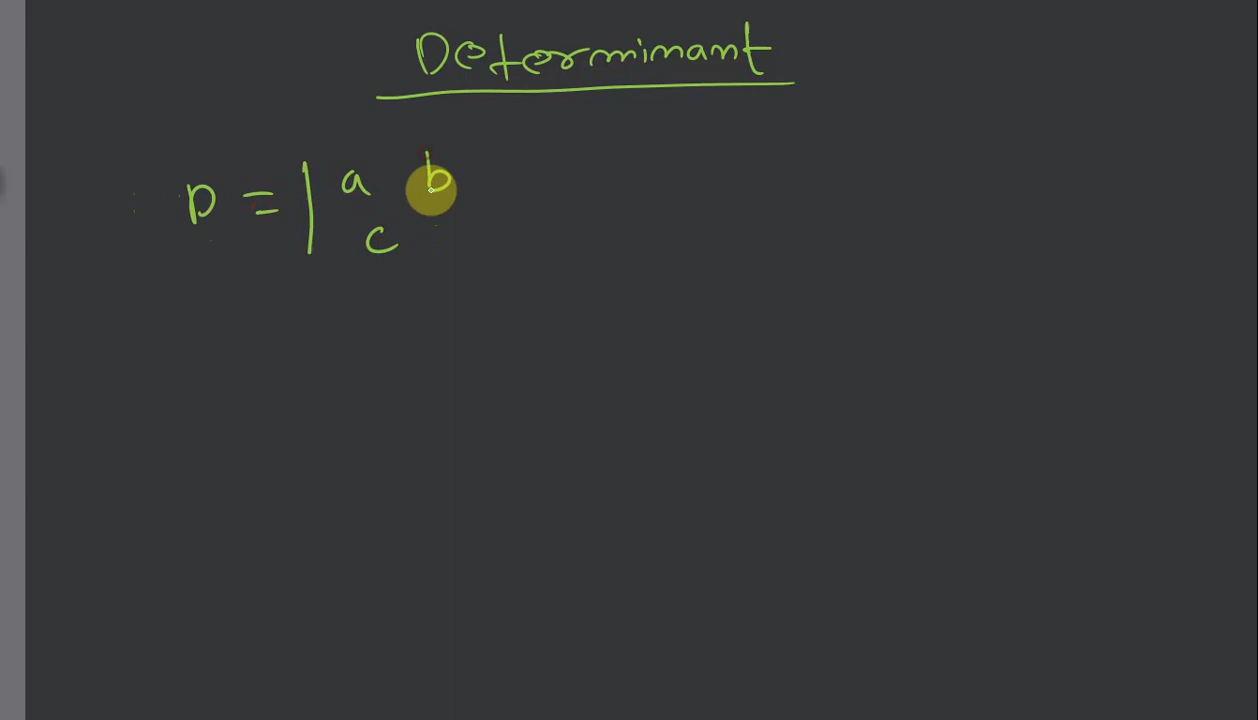 Determinant
D = | a b
c